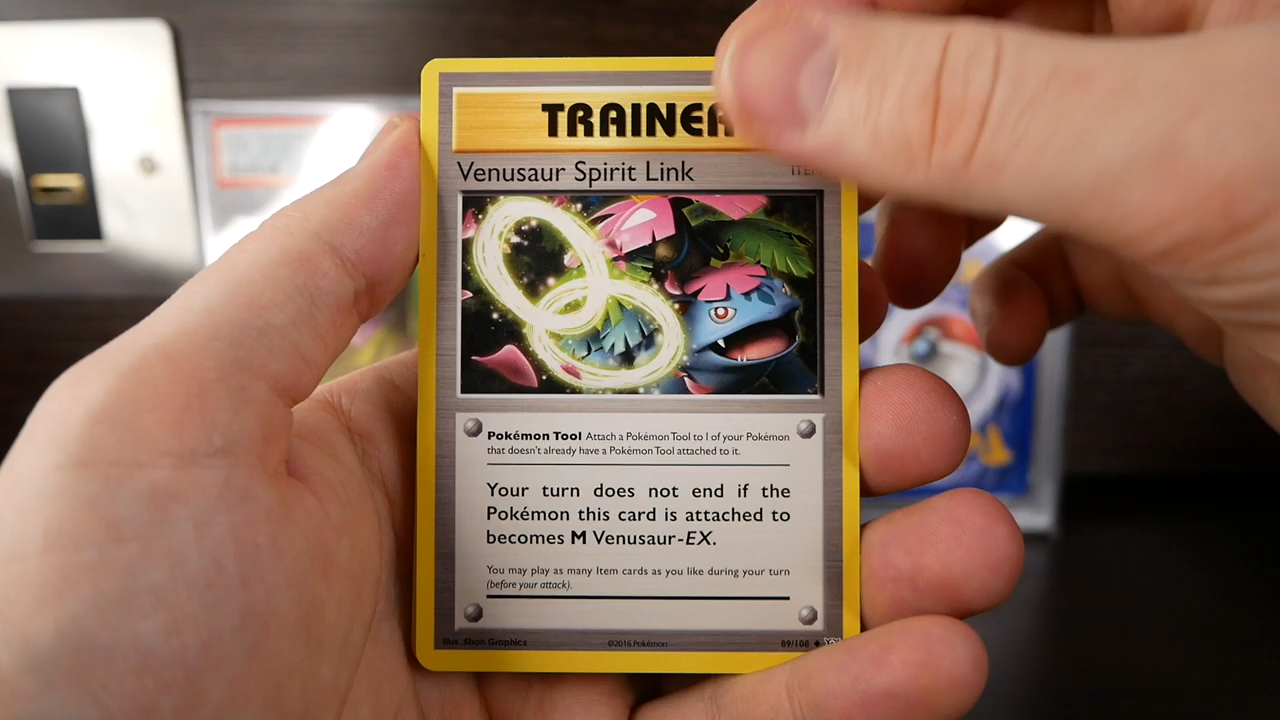 TRAINER
Venusaur Spirit Link
ITEM
Pokémon Tool Attach a Pokémon Tool to 1 of your Pokémon
that doesn't already have a Pokémon Tool attached to it.
Your turn does not end if the
Pokémon this card is attached to
becomes M Venusaur-EX.
You may play as many Item cards as you like during your turn
(before your attack).
Illus. 5ban Graphics ©2016 Pokémon 89/108